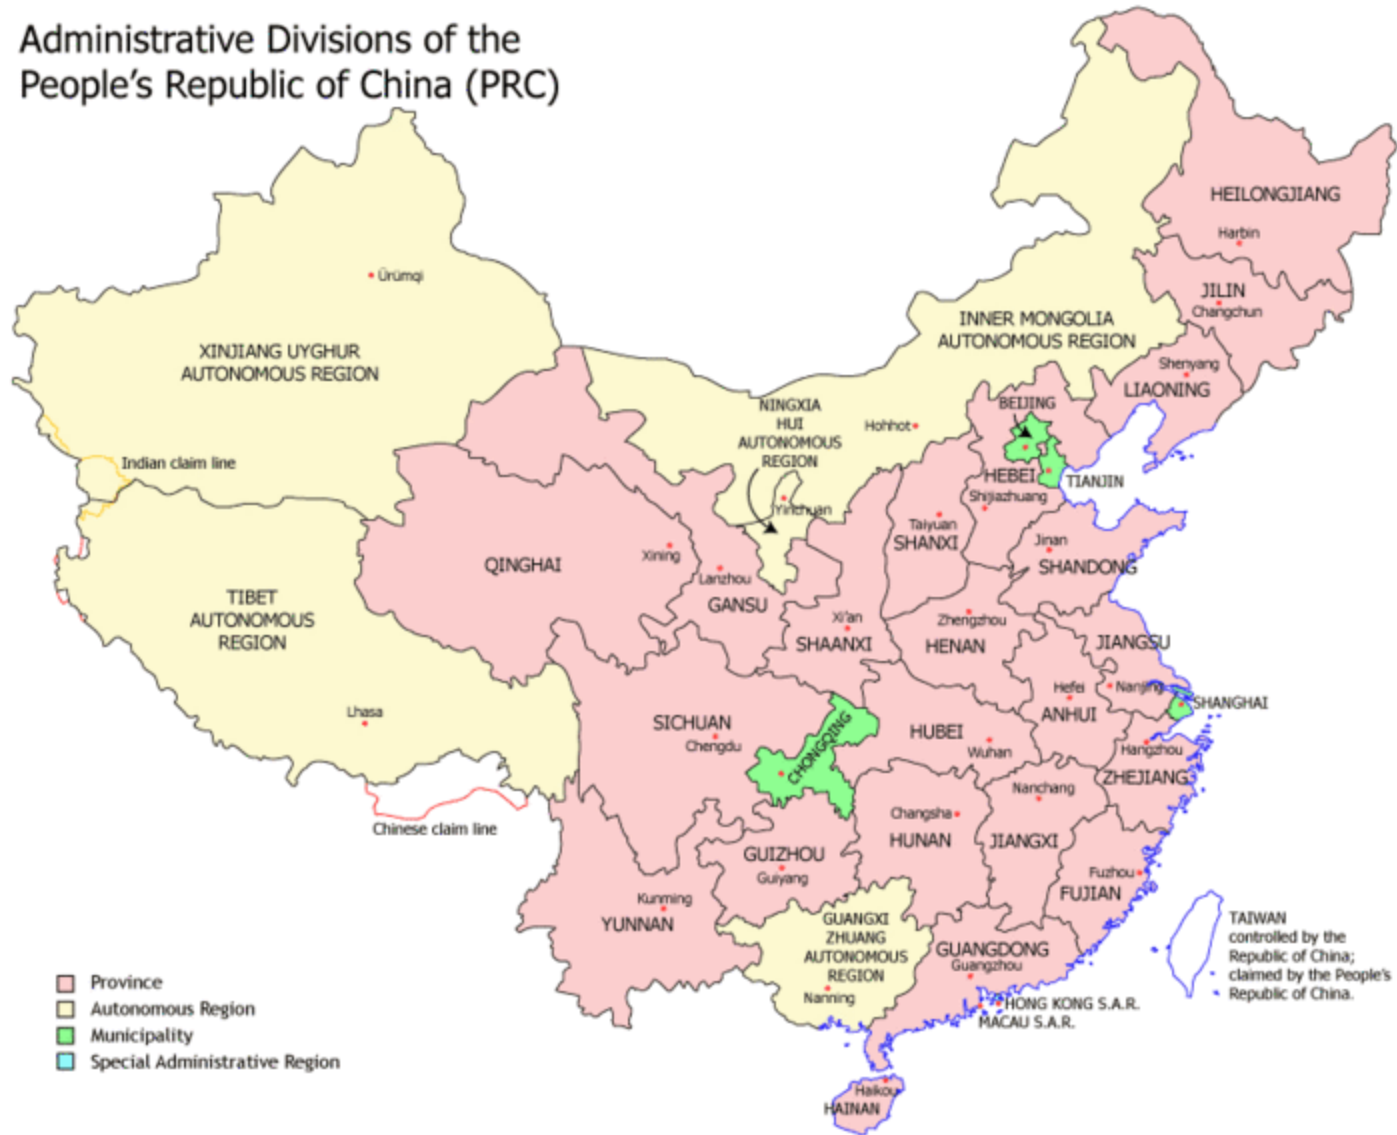 Administrative Divisions of the
People's Republic of China (PRC)
HEILONGJIANG
Harbin
Ürümqi
JILIN
Changchun
INNER MONGOLIA
AUTONOMOUS REGION
XINJIANG UYGHUR
AUTONOMOUS REGION
Shenyang
LIAONING
BEIJING
NINGXIA
HUI
AUTONOMOUS
REGION
Hohhot
Indian claim line
HEBEI
TIANJIN
Shijiazhuang
Yinchuan
Taiyuan
SHANXI
Jinan
SHANDONG
QINGHAI
Xining
Lanzhou
GANSU
TIBET
AUTONOMOUS
REGION
Xi'an
SHAANXI
Zhengzhou
HENAN
JIANGSU
Hefei
Nanjing
ANHUI
SHANGHAI
Lhasa
SICHUAN
Chengdu
CHONGQING
HUBEI
Wuhan
Hangzhou
ZHEJIANG
Nanchang
Changsha
HUNAN
JIANGXI
Chinese claim line
GUIZHOU
Guiyang
Fuzhou
FUJIAN
Kunming
YUNNAN
GUANGXI
ZHUANG
AUTONOMOUS
REGION
Nanning
GUANGDONG
Guangzhou
TAIWAN
controlled by the
Republic of China;
claimed by the People's
Republic of China.
HONG KONG S.A.R.
MACAU S.A.R.
Haikou
HAINAN
Province
Autonomous Region
Municipality
Special Administrative Region